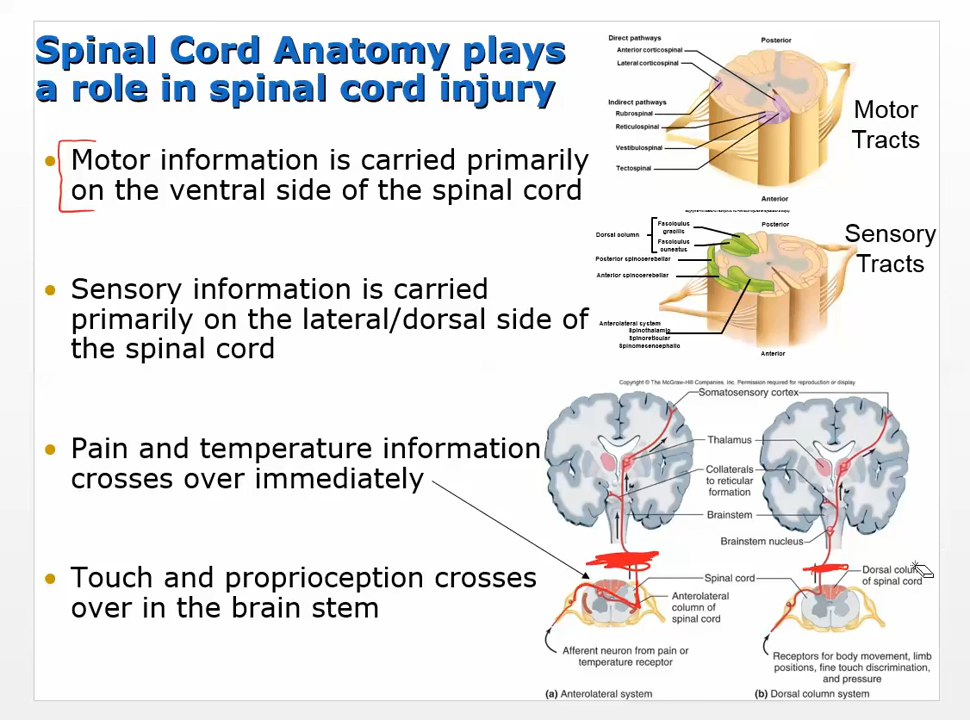 Spinal Cord Anatomy plays
a role in spinal cord injury
• Motor information is carried primarily
on the ventral side of the spinal cord
• Sensory information is carried
primarily on the lateral/dorsal side of
the spinal cord
• Pain and temperature information
crosses over immediately
• Touch and proprioception crosses
over in the brain stem
Direct pathways
Anterior corticospinal
Lateral corticospinal
Indirect pathways
Rubrospinal
Reticulospinal
Vestibulospinal
Tectospinal
Posterior
Anterior
Motor
Tracts
Dorsal column
Fasciculus
gracilis
Fasciculus
cuneatus
Posterior spinocerebellar
Anterior spinocerebellar
Anterolateral system
Spinothalamic
Spinoreticular
Spinomesencephalic
Posterior
Anterior
Sensory
Tracts
Copyright © The McGraw-Hill Companies, Inc. Permission required for reproduction or display
Somatosensory cortex
Thalamus
Collaterals
to reticular
formation
Brainstem
Brainstem nucleus
Spinal cord
Anterolateral
column of
spinal cord
Dorsal column
of spinal cord
Afferent neuron from pain or
temperature receptor
Receptors for body movement, limb
positions, fine touch discrimination,
and pressure
(a) Anterolateral system
(b) Dorsal column system